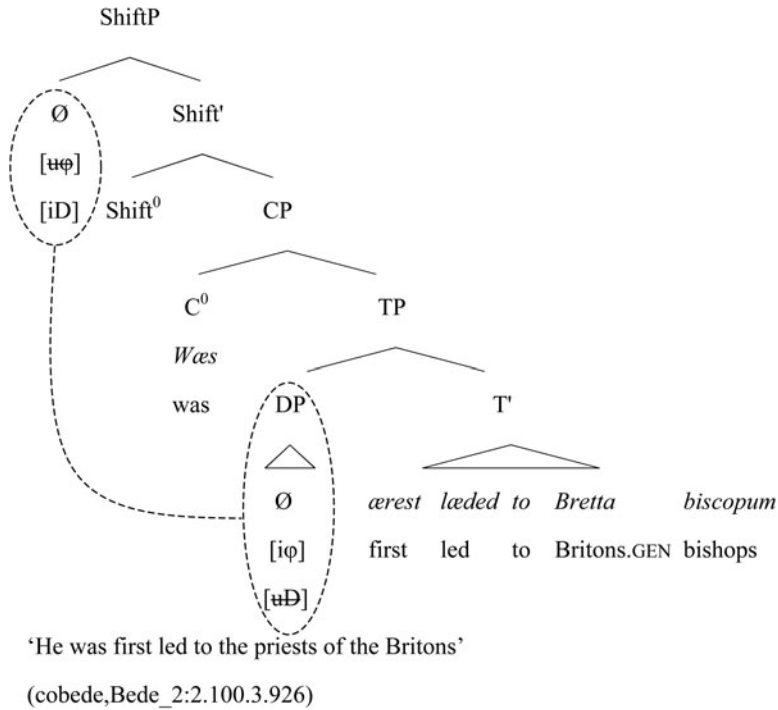 ShiftP
Ø Shift'
[uφ]
[iD] Shift⁰ CP
C⁰ TP
Wæs
was DP T'
Ø ærest læded to Bretta biscopum
[iφ] first led to Britons.GEN bishops
[uD]
‘He was first led to the priests of the Britons’
(cobede,Bede_2:2.100.3.926)